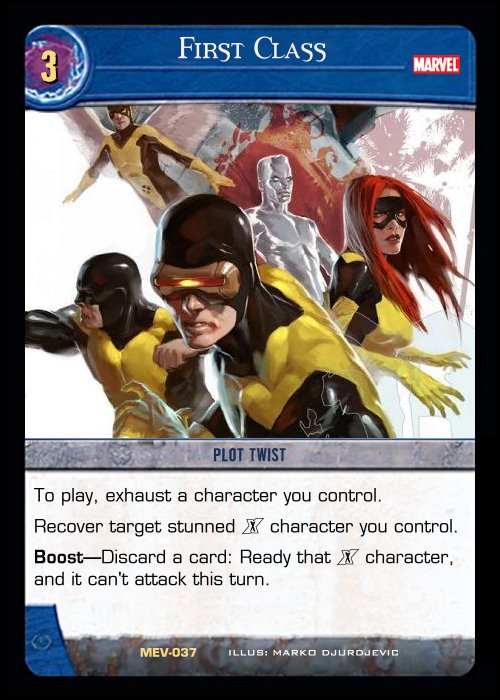 3
First Class
MARVEL
PLOT TWIST
To play, exhaust a character you control.
Recover target stunned X character you control.
Boost—Discard a card: Ready that X character,
and it can't attack this turn.
MEV-037 ILLUS: MARKO DJURDJEVIC